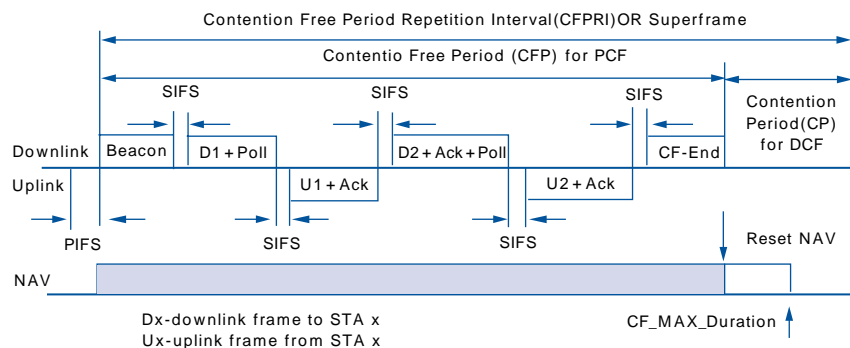 Contention Free Period Repetition Interval(CFPRI)OR Superframe
Contentio Free Period (CFP) for PCF
SIFS
SIFS
SIFS
Contention
Period(CP)
for DCF
Downlink
Beacon
D1+Poll
D2+Ack+Poll
CF-End
Uplink
U1+Ack
U2+Ack
PIFS
SIFS
SIFS
Reset NAV
NAV
Dx-downlink frame to STA x
Ux-uplink frame from STA x
CF_MAX_Duration